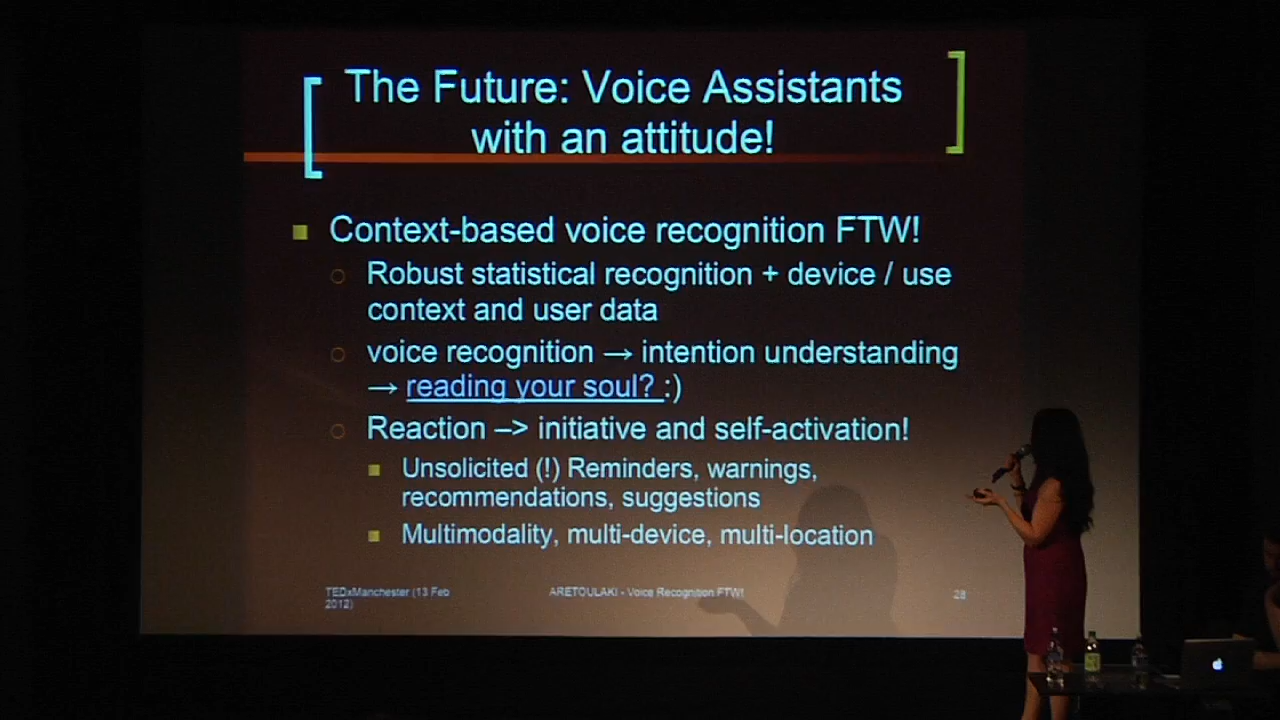 The Future: Voice Assistants
with an attitude!
Context-based voice recognition FTW!
Robust statistical recognition + device / use
context and user data
voice recognition → intention understanding
→ reading your soul? :)
Reaction –> initiative and self-activation!
Unsolicited (!) Reminders, warnings,
recommendations, suggestions
Multimodality, multi-device, multi-location
TEDxManchester (13 Feb
2012)
ARETOULAKI - Voice Recognition FTW!
28